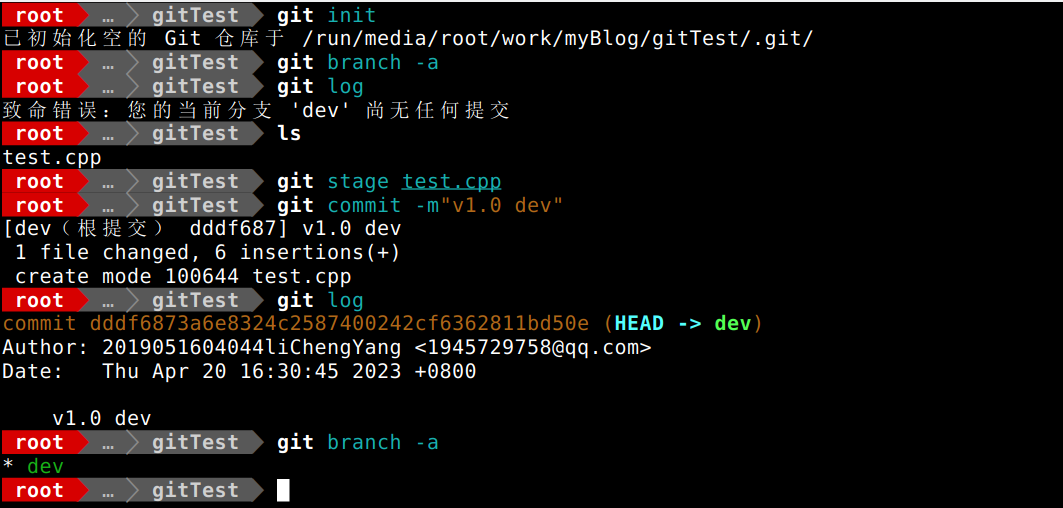 root … gitTest git init
已初始化空的 Git 仓库于 /run/media/root/work/myBlog/gitTest/.git/
root … gitTest git branch -a
root … gitTest git log
致命错误：您的当前分支 'dev' 尚无任何提交
root … gitTest ls
test.cpp
root … gitTest git stage test.cpp
root … gitTest git commit -m"v1.0 dev"
[dev（根提交） dddf687] v1.0 dev
 1 file changed, 6 insertions(+)
 create mode 100644 test.cpp
root … gitTest git log
commit dddf6873a6e8324c2587400242cf6362811bd50e (HEAD -> dev)
Author: 2019051604044liChengYang <1945729758@qq.com>
Date:   Thu Apr 20 16:30:45 2023 +0800
    v1.0 dev
root … gitTest git branch -a
* dev
root … gitTest